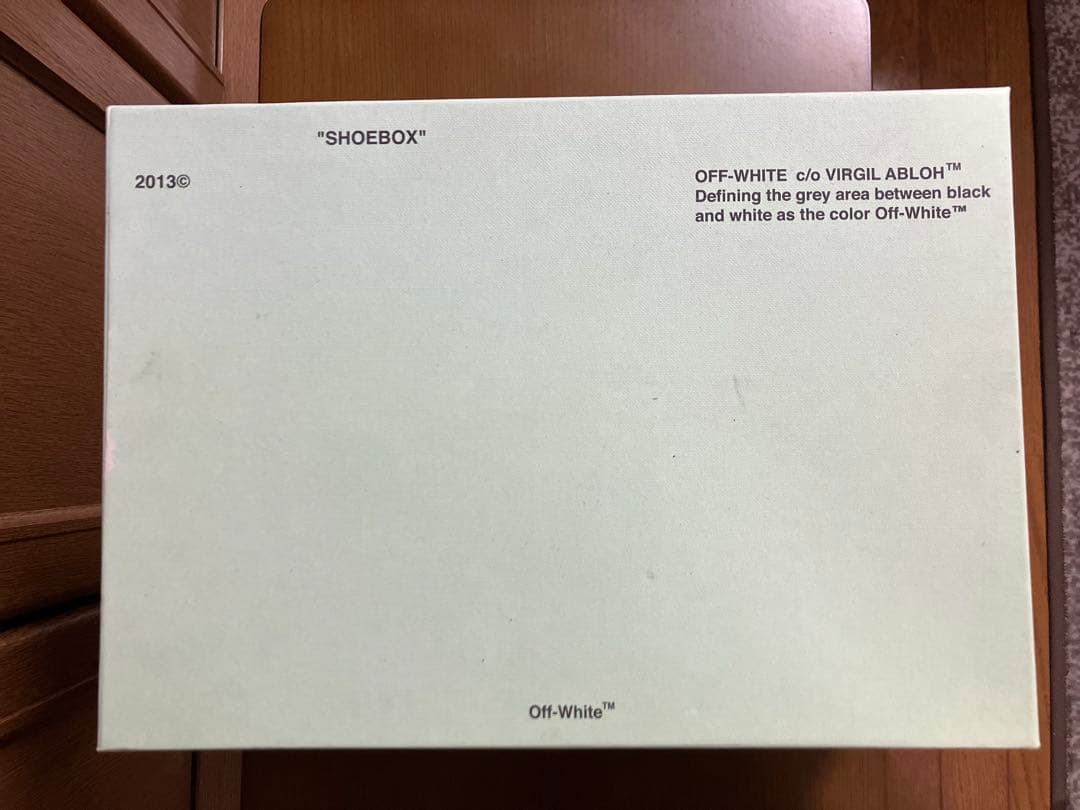 "SHOEBOX"
2013©
OFF-WHITE c/o VIRGIL ABLOH™
Defining the grey area between black
and white as the color Off-White™
Off-White™